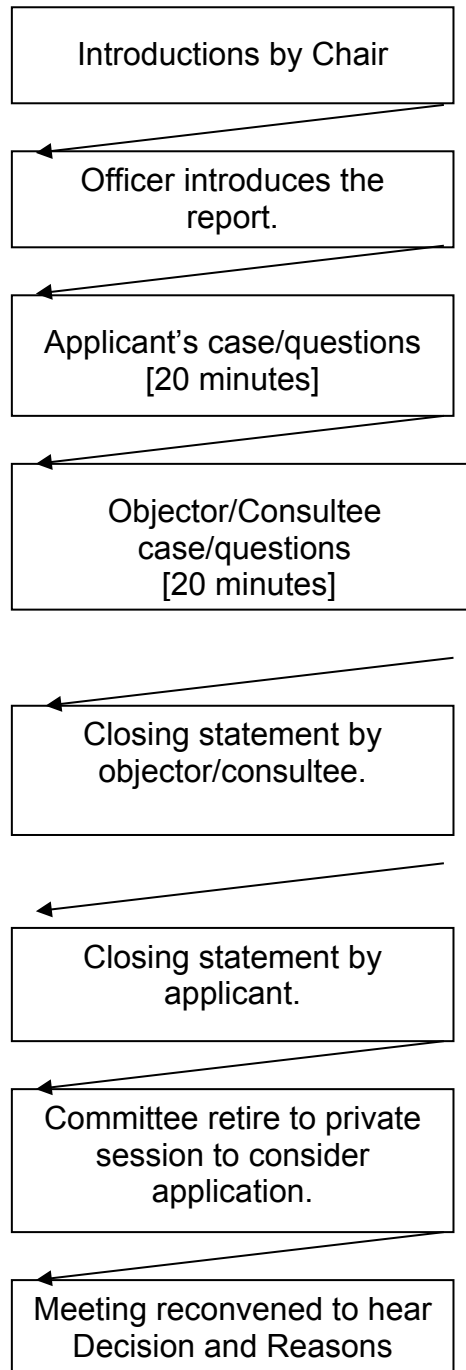 Introductions by Chair
Officer introduces the
report.
Applicant’s case/questions
[20 minutes]
Objector/Consultee
case/questions
[20 minutes]
Closing statement by
objector/consultee.
Closing statement by
applicant.
Committee retire to private
session to consider
application.
Meeting reconvened to hear
Decision and Reasons